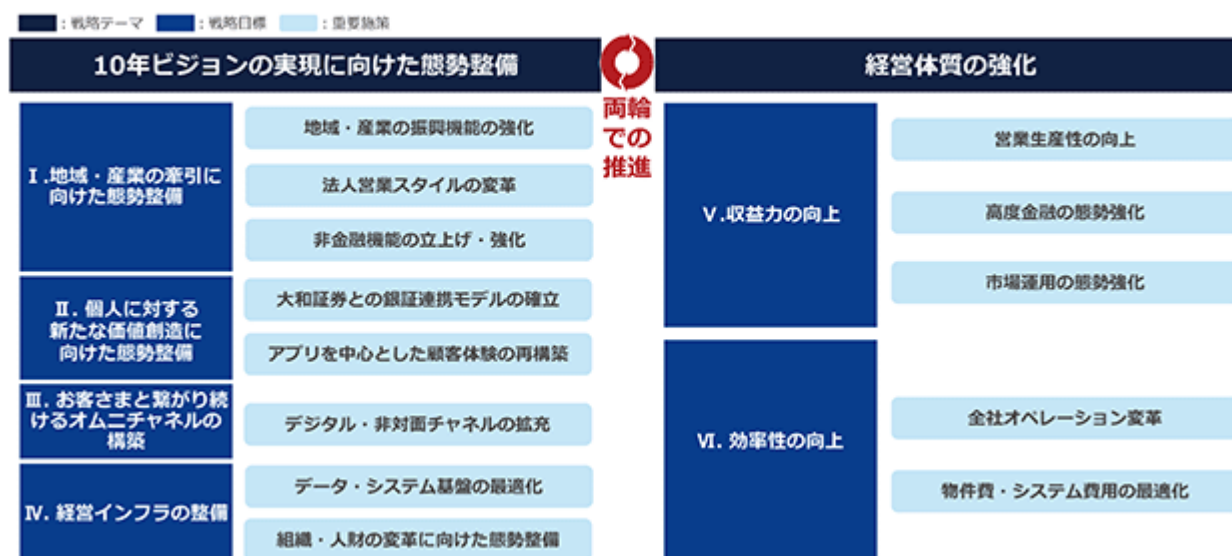 ：戦略テーマ ：戦略目標 ：重要施策
10年ビジョンの実現に向けた態勢整備
両輪
での
推進
経営体質の強化
Ⅰ.地域・産業の牽引に
向けた態勢整備
地域・産業の振興機能の強化
法人営業スタイルの変革
非金融機能の立上げ・強化
Ⅱ. 個人に対する
新たな価値創造に
向けた態勢整備
大和証券との銀証連携モデルの確立
アプリを中心とした顧客体験の再構築
Ⅲ. お客さまと繋がり続
けるオムニチャネルの
構築
デジタル・非対面チャネルの拡充
Ⅳ. 経営インフラの整備
データ・システム基盤の最適化
組織・人財の変革に向けた態勢整備
Ⅴ.収益力の向上
営業生産性の向上
高度金融の態勢強化
市場運用の態勢強化
Ⅵ. 効率性の向上
全社オペレーション変革
物件費・システム費用の最適化